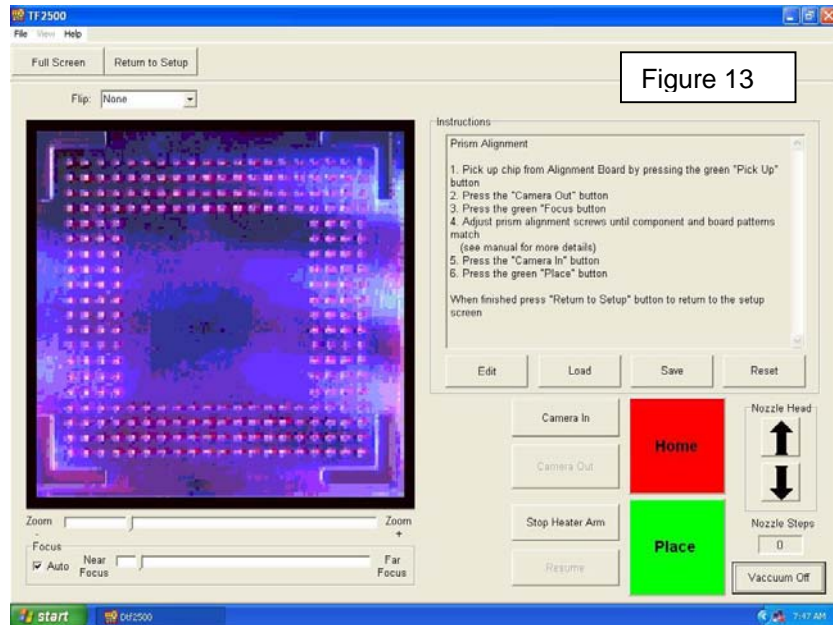 TF2500
File View Help
Full Screen Return to Setup
Figure 13
Flip: None
Instructions
Prism Alignment
1. Pick up chip from Alignment Board by pressing the green "Pick Up"
button
2. Press the "Camera Out" button
3. Press the green "Focus button
4. Adjust prism alignment screws until component and board patterns
match
(see manual for more details)
5. Press the "Camera In" button
6. Press the green "Place" button
When finished press "Return to Setup" button to return to the setup
screen
Edit Load Save Reset
Camera In
Camera Out
Home
Nozzle Head
Zoom
-
Zoom
+
Focus
Auto
Near
Focus
Far
Focus
Stop Heater Arm
Resume
Place
Nozzle Steps
0
Vaccuum Off
start Dtf2500 7:47 AM